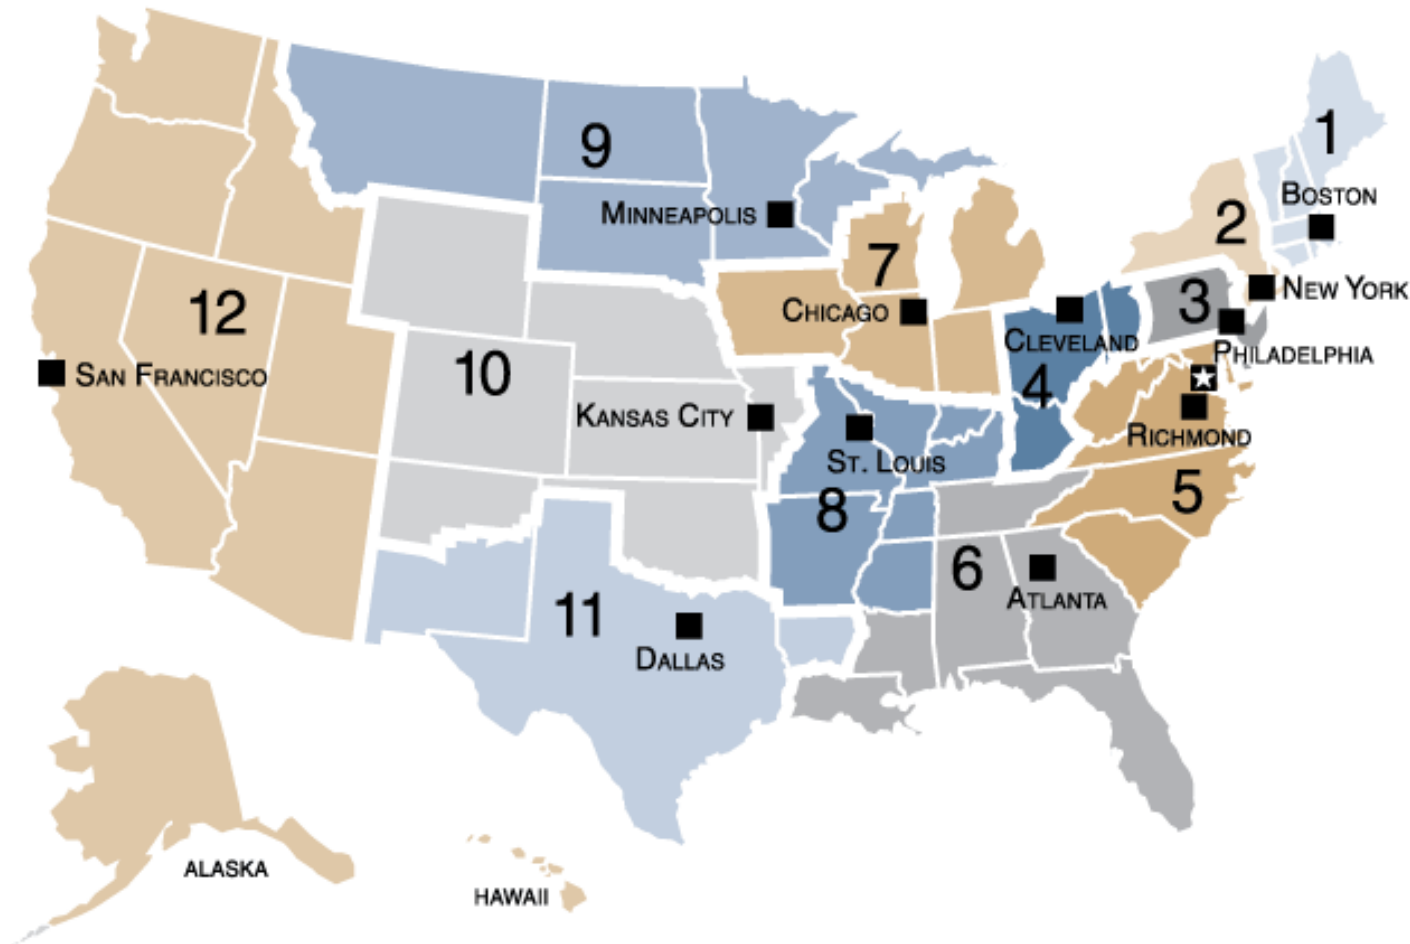 1
BOSTON
9
MINNEAPOLIS
2
7
NEW YORK
12
CHICAGO
3
CLEVELAND
PHILADELPHIA
SAN FRANCISCO
10
4
KANSAS CITY
RICHMOND
ST. LOUIS
5
8
6
11
ATLANTA
DALLAS
ALASKA
HAWAII